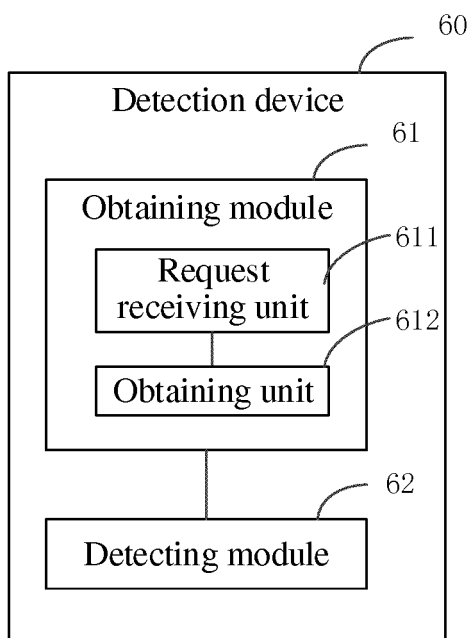 60
Detection device
61
Obtaining module
611
Request
receiving unit
612
Obtaining unit
62
Detecting module